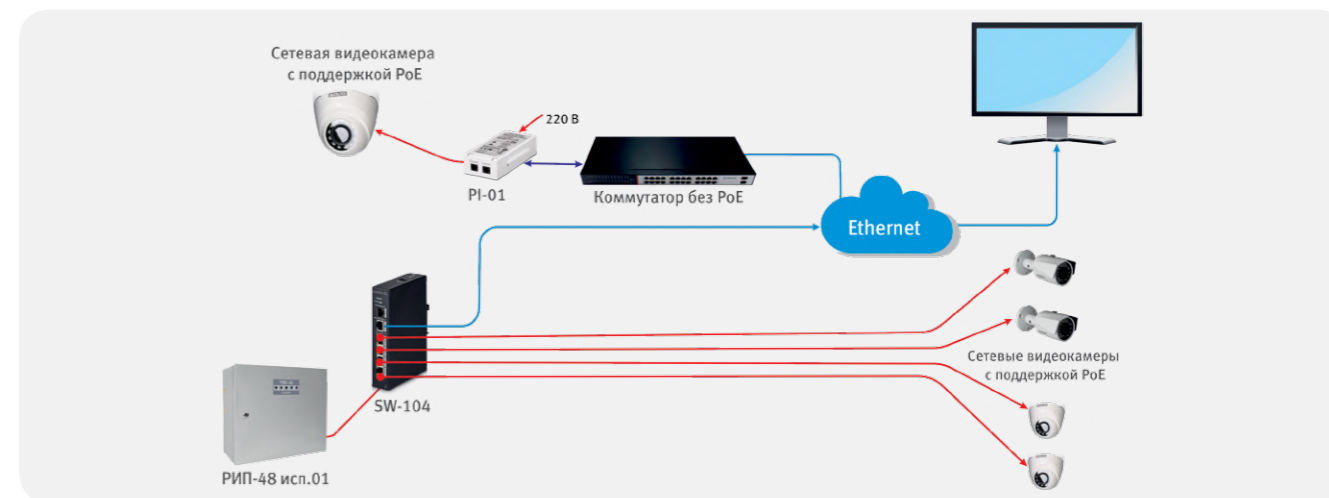 Сетевая видеокамера
с поддержкой PoE
220 В
PI-01
Коммутатор без PoE
Ethernet
SW-104
Сетевые видеокамеры
с поддержкой PoE
РИП-48 исп.01